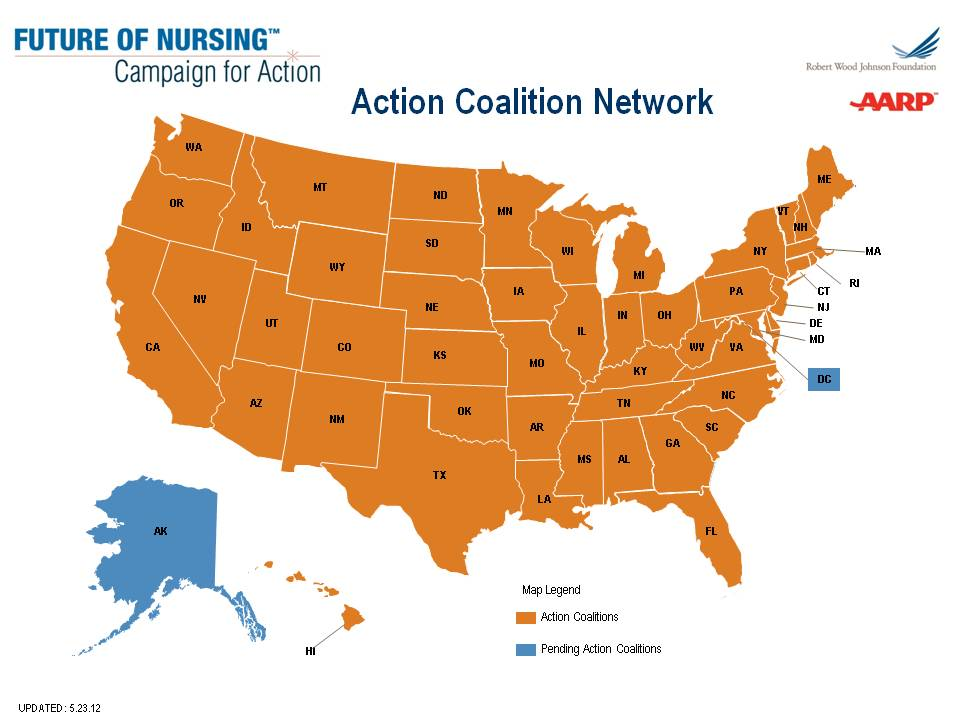 FUTURE OF NURSING™
Campaign for Action
Robert Wood Johnson Foundation
AARP
Action Coalition Network
WA
MT
ND
ME
OR
MN
VT
NH
ID
SD
WI
NY
MA
WY
MI
RI
NV
IA
PA
CT
NE
NJ
UT
IN
OH
DE
IL
MD
CA
CO
KS
WV
VA
MO
KY
DC
AZ
NM
OK
TN
NC
AR
SC
GA
MS
AL
TX
LA
AK
FL
HI
Map Legend
Action Coalitions
Pending Action Coalitions
UPDATED: 5.23.12